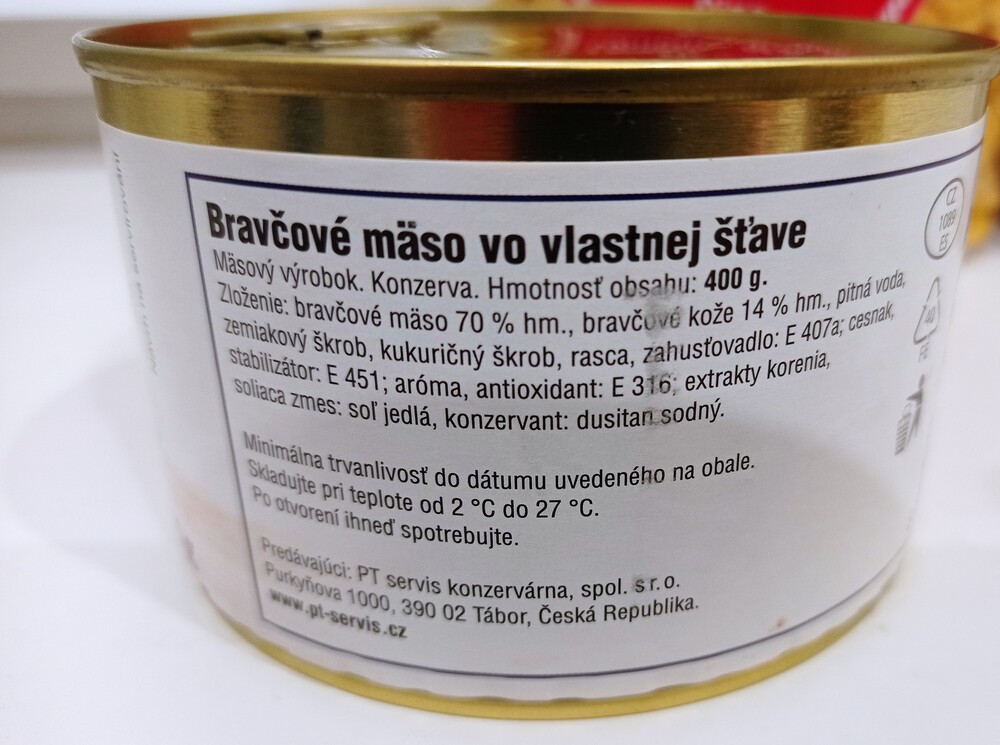 Bravčové mäso vo vlastnej šťave
Mäsový výrobok. Konzerva. Hmotnosť obsahu: 400 g.
Zloženie: bravčové mäso 70 % hm., bravčové kože 14 % hm., pitná voda,
zemiakový škrob, kukuričný škrob, rasca, zahusťovadlo: E 407a; cesnak,
stabilizátor: E 451; aróma, antioxidant: E 316; extrakty korenia,
soliaca zmes: soľ jedlá, konzervant: dusitan sodný.
Minimálna trvanlivosť do dátumu uvedeného na obale.
Skladujte pri teplote od 2 °C do 27 °C.
Po otvorení ihneď spotrebujte.
Predávajúci: PT servis konzervárna, spol. s r.o.
Purkyňova 1000, 390 02 Tábor, Česká Republika.
www.pt-servis.cz
CZ
1089
ES
40
FE